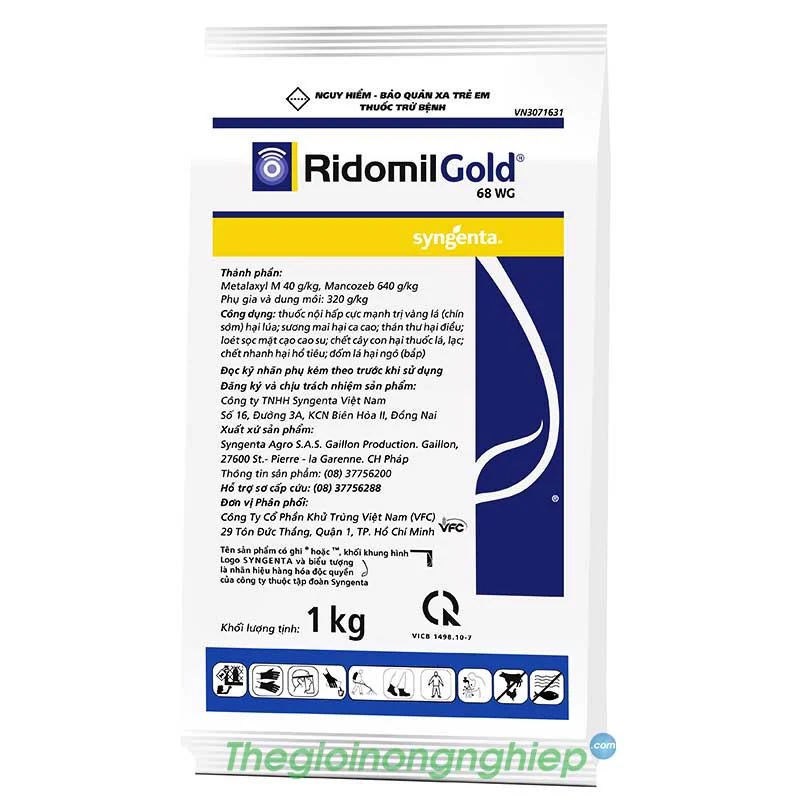 NGUY HIỂM - BẢO QUẢN XA TRẺ EM
THUỐC TRỪ BỆNH
VN3071631
RidomilGold®
68 WG
syngenta®
Thành phần:
Metalaxyl M 40 g/kg, Mancozeb 640 g/kg
Phụ gia và dung môi: 320 g/kg
Công dụng: thuốc nội hấp cực mạnh trị vàng lá (chín
sớm) hại lúa; sương mai hại ca cao; thán thư hại điều;
loét sọc mặt cạo cao su; chết cây con hại thuốc lá, lạc;
chết nhanh hại hồ tiêu; đốm lá hại ngô (bắp)
Đọc kỹ nhãn phụ kèm theo trước khi sử dụng
Đăng ký và chịu trách nhiệm sản phẩm:
Công ty TNHH Syngenta Việt Nam
Số 16, Đường 3A, KCN Biên Hòa II, Đồng Nai
Xuất xứ sản phẩm:
Syngenta Agro S.A.S. Gaillon Production. Gaillon,
27600 St.- Pierre - la Garenne. CH Pháp
Thông tin sản phẩm: (08) 37756200
Hỗ trợ sơ cấp cứu: (08) 37756288
Đơn vị Phân phối:
Công Ty Cổ Phần Khử Trùng Việt Nam (VFC)
VFC
29 Tôn Đức Thắng, Quận 1, TP. Hồ Chí Minh
Tên sản phẩm có ghi ® hoặc ™, khối khung hình
Logo SYNGENTA và biểu tượng
là nhãn hiệu hàng hóa độc quyền
của công ty thuộc tập đoàn Syngenta
®
Khối lượng tịnh: 1 kg
VICB 1498.10-7
Thegioinongnghiep.com